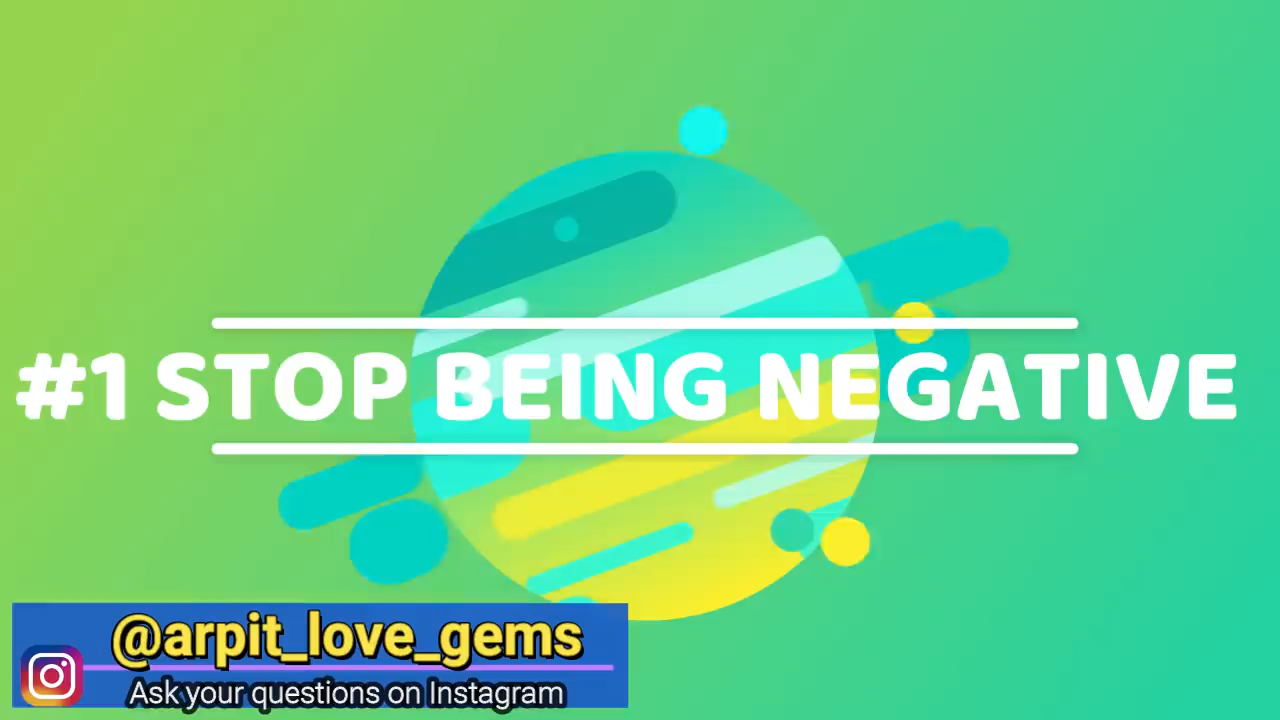 #1 STOP BEING NEGATIVE
@arpit_love_gems
Ask your questions on Instagram